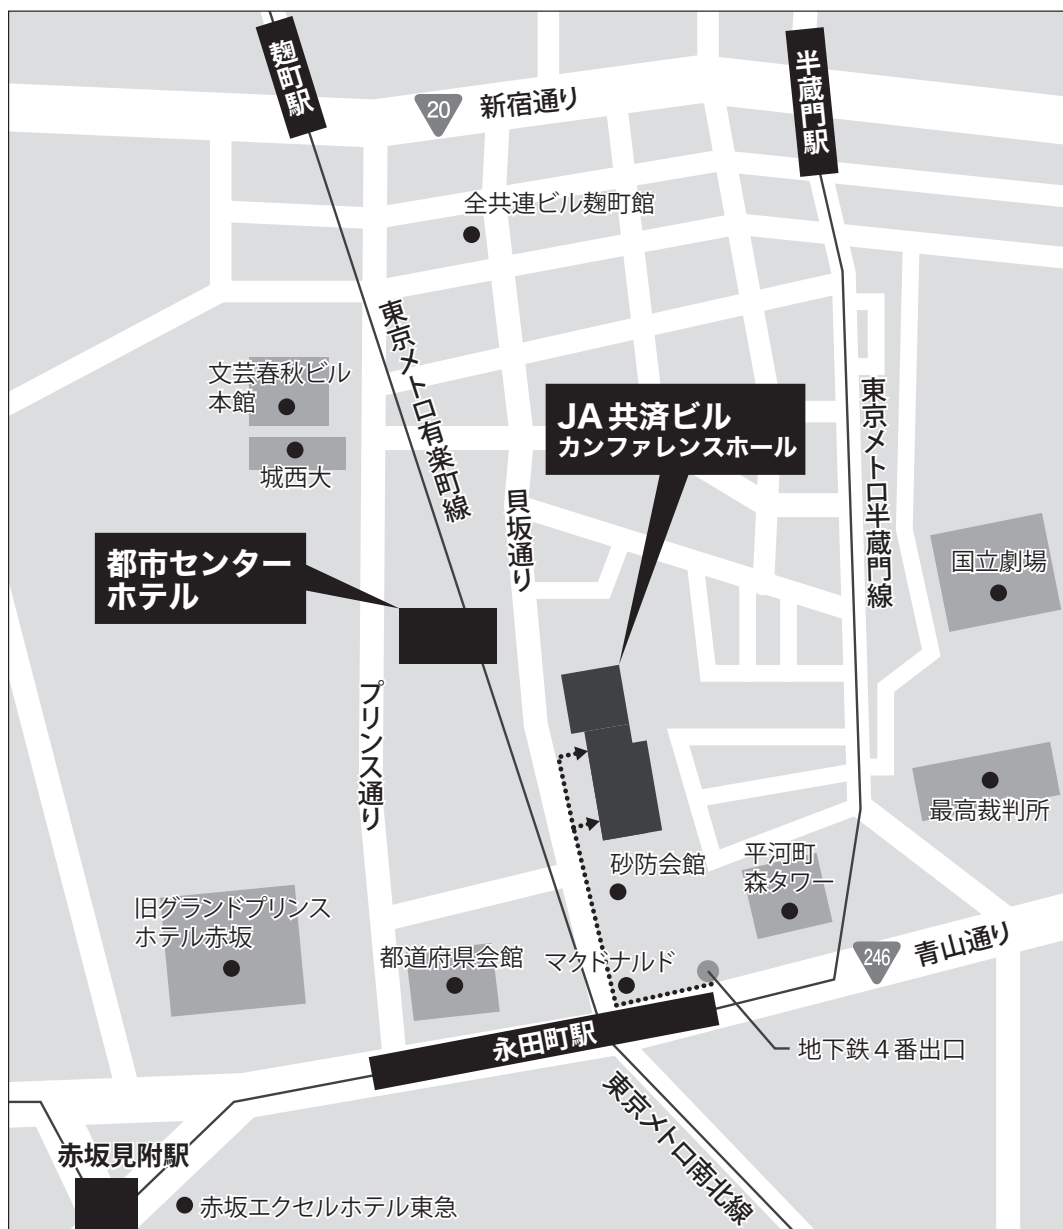 麹町駅
20
新宿通り
半蔵門駅
全共連ビル麹町館
東京メトロ有楽町線
文芸春秋ビル
本館
城西大
JA共済ビル
カンファレンスホール
東京メトロ半蔵門線
貝坂通り
国立劇場
都市センター
ホテル
プリンス通り
最高裁判所
砂防会館
平河町
森タワー
旧グランドプリンス
ホテル赤坂
都道府県会館
マクドナルド
246
青山通り
永田町駅
地下鉄4番出口
東京メトロ南北線
赤坂見附駅
赤坂エクセルホテル東急